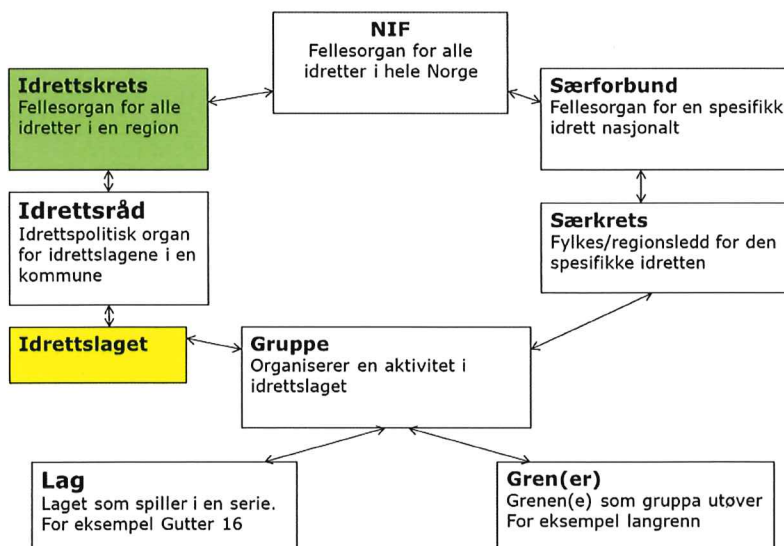 NIF
Fellesorgan for alle
idretter i hele Norge
Idrettskrets
Fellesorgan for alle
idretter i en region
Særforbund
Fellesorgan for en spesifikk
idrett nasjonalt
Idrettsråd
Idrettspolitisk organ
for idrettslagene i en
kommune
Særkrets
Fylkes/regionsledd for den
spesifikke idretten
Idrettslaget
Gruppe
Organiserer en aktivitet i
idrettslaget
Lag
Laget som spiller i en serie.
For eksempel Gutter 16
Gren(er)
Grenen(e) som gruppa utøver
For eksempel langrenn